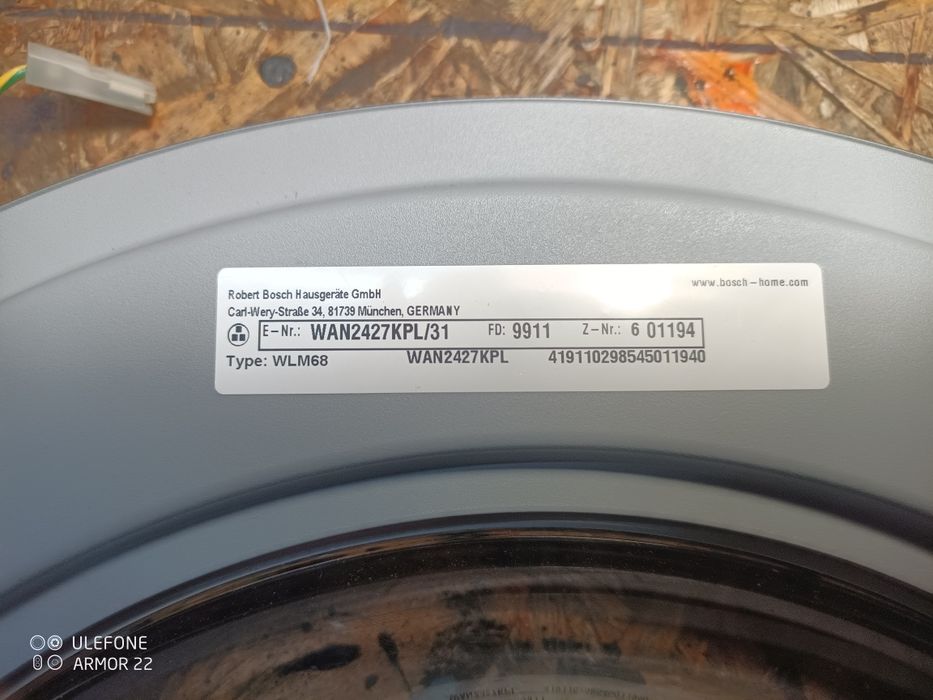 Robert Bosch Hausgeräte GmbH
www.bosch-home.com
Carl-Wery-Straße 34, 81739 München, GERMANY
E-Nr.: WAN2427KPL/31 FD: 9911 Z-Nr.: 6 01194
Type: WLM68 WAN2427KPL 419110298545011940
ULEFONE
ARMOR 22